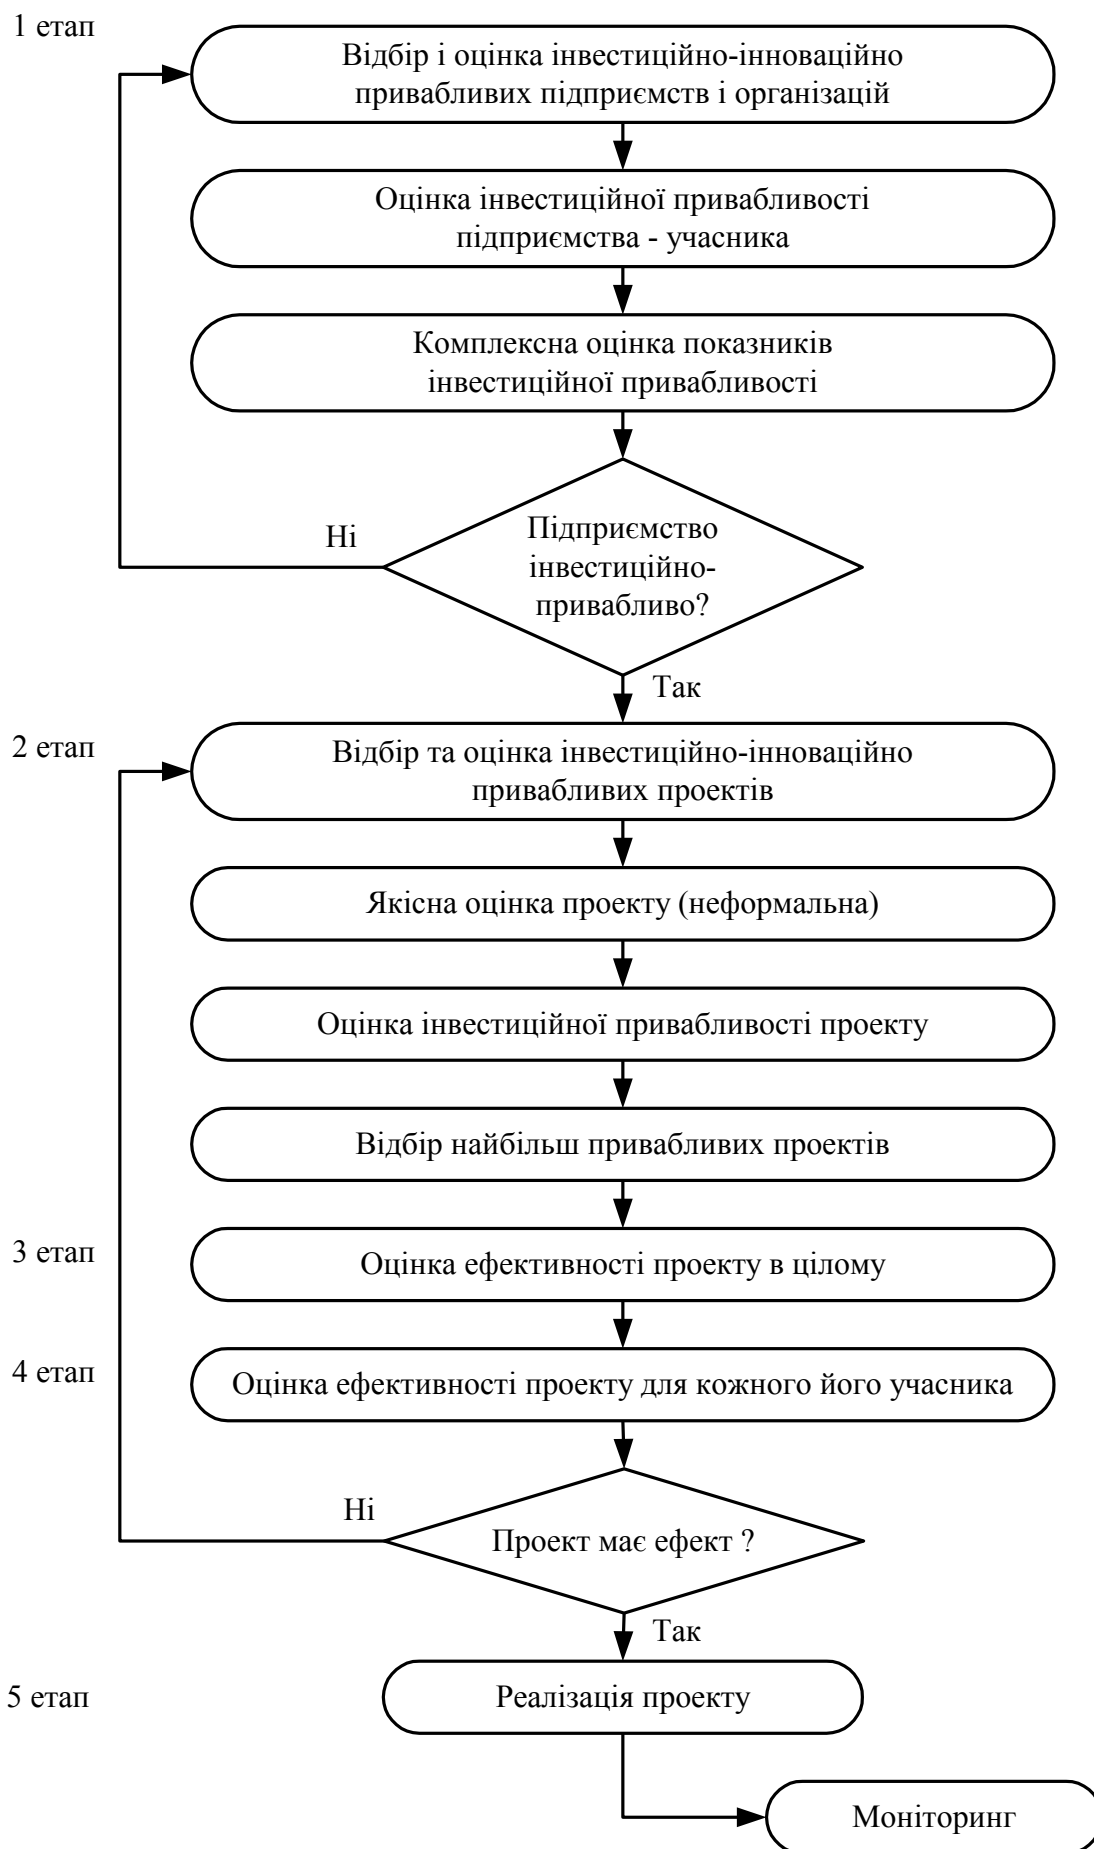 1 етап
Відбір і оцінка інвестиційно-інноваційно
привабливих підприємств і організацій
Оцінка інвестиційної привабливості
підприємства - учасника
Комплексна оцінка показників
інвестиційної привабливості
Ні
Підприємство
інвестиційно-
привабливо?
Так
2 етап
Відбір та оцінка інвестиційно-інноваційно
привабливих проектів
Якісна оцінка проекту (неформальна)
Оцінка інвестиційної привабливості проекту
Відбір найбільш привабливих проектів
3 етап
Оцінка ефективності проекту в цілому
4 етап
Оцінка ефективності проекту для кожного його учасника
Ні
Проект має ефект ?
Так
5 етап
Реалізація проекту
Моніторинг